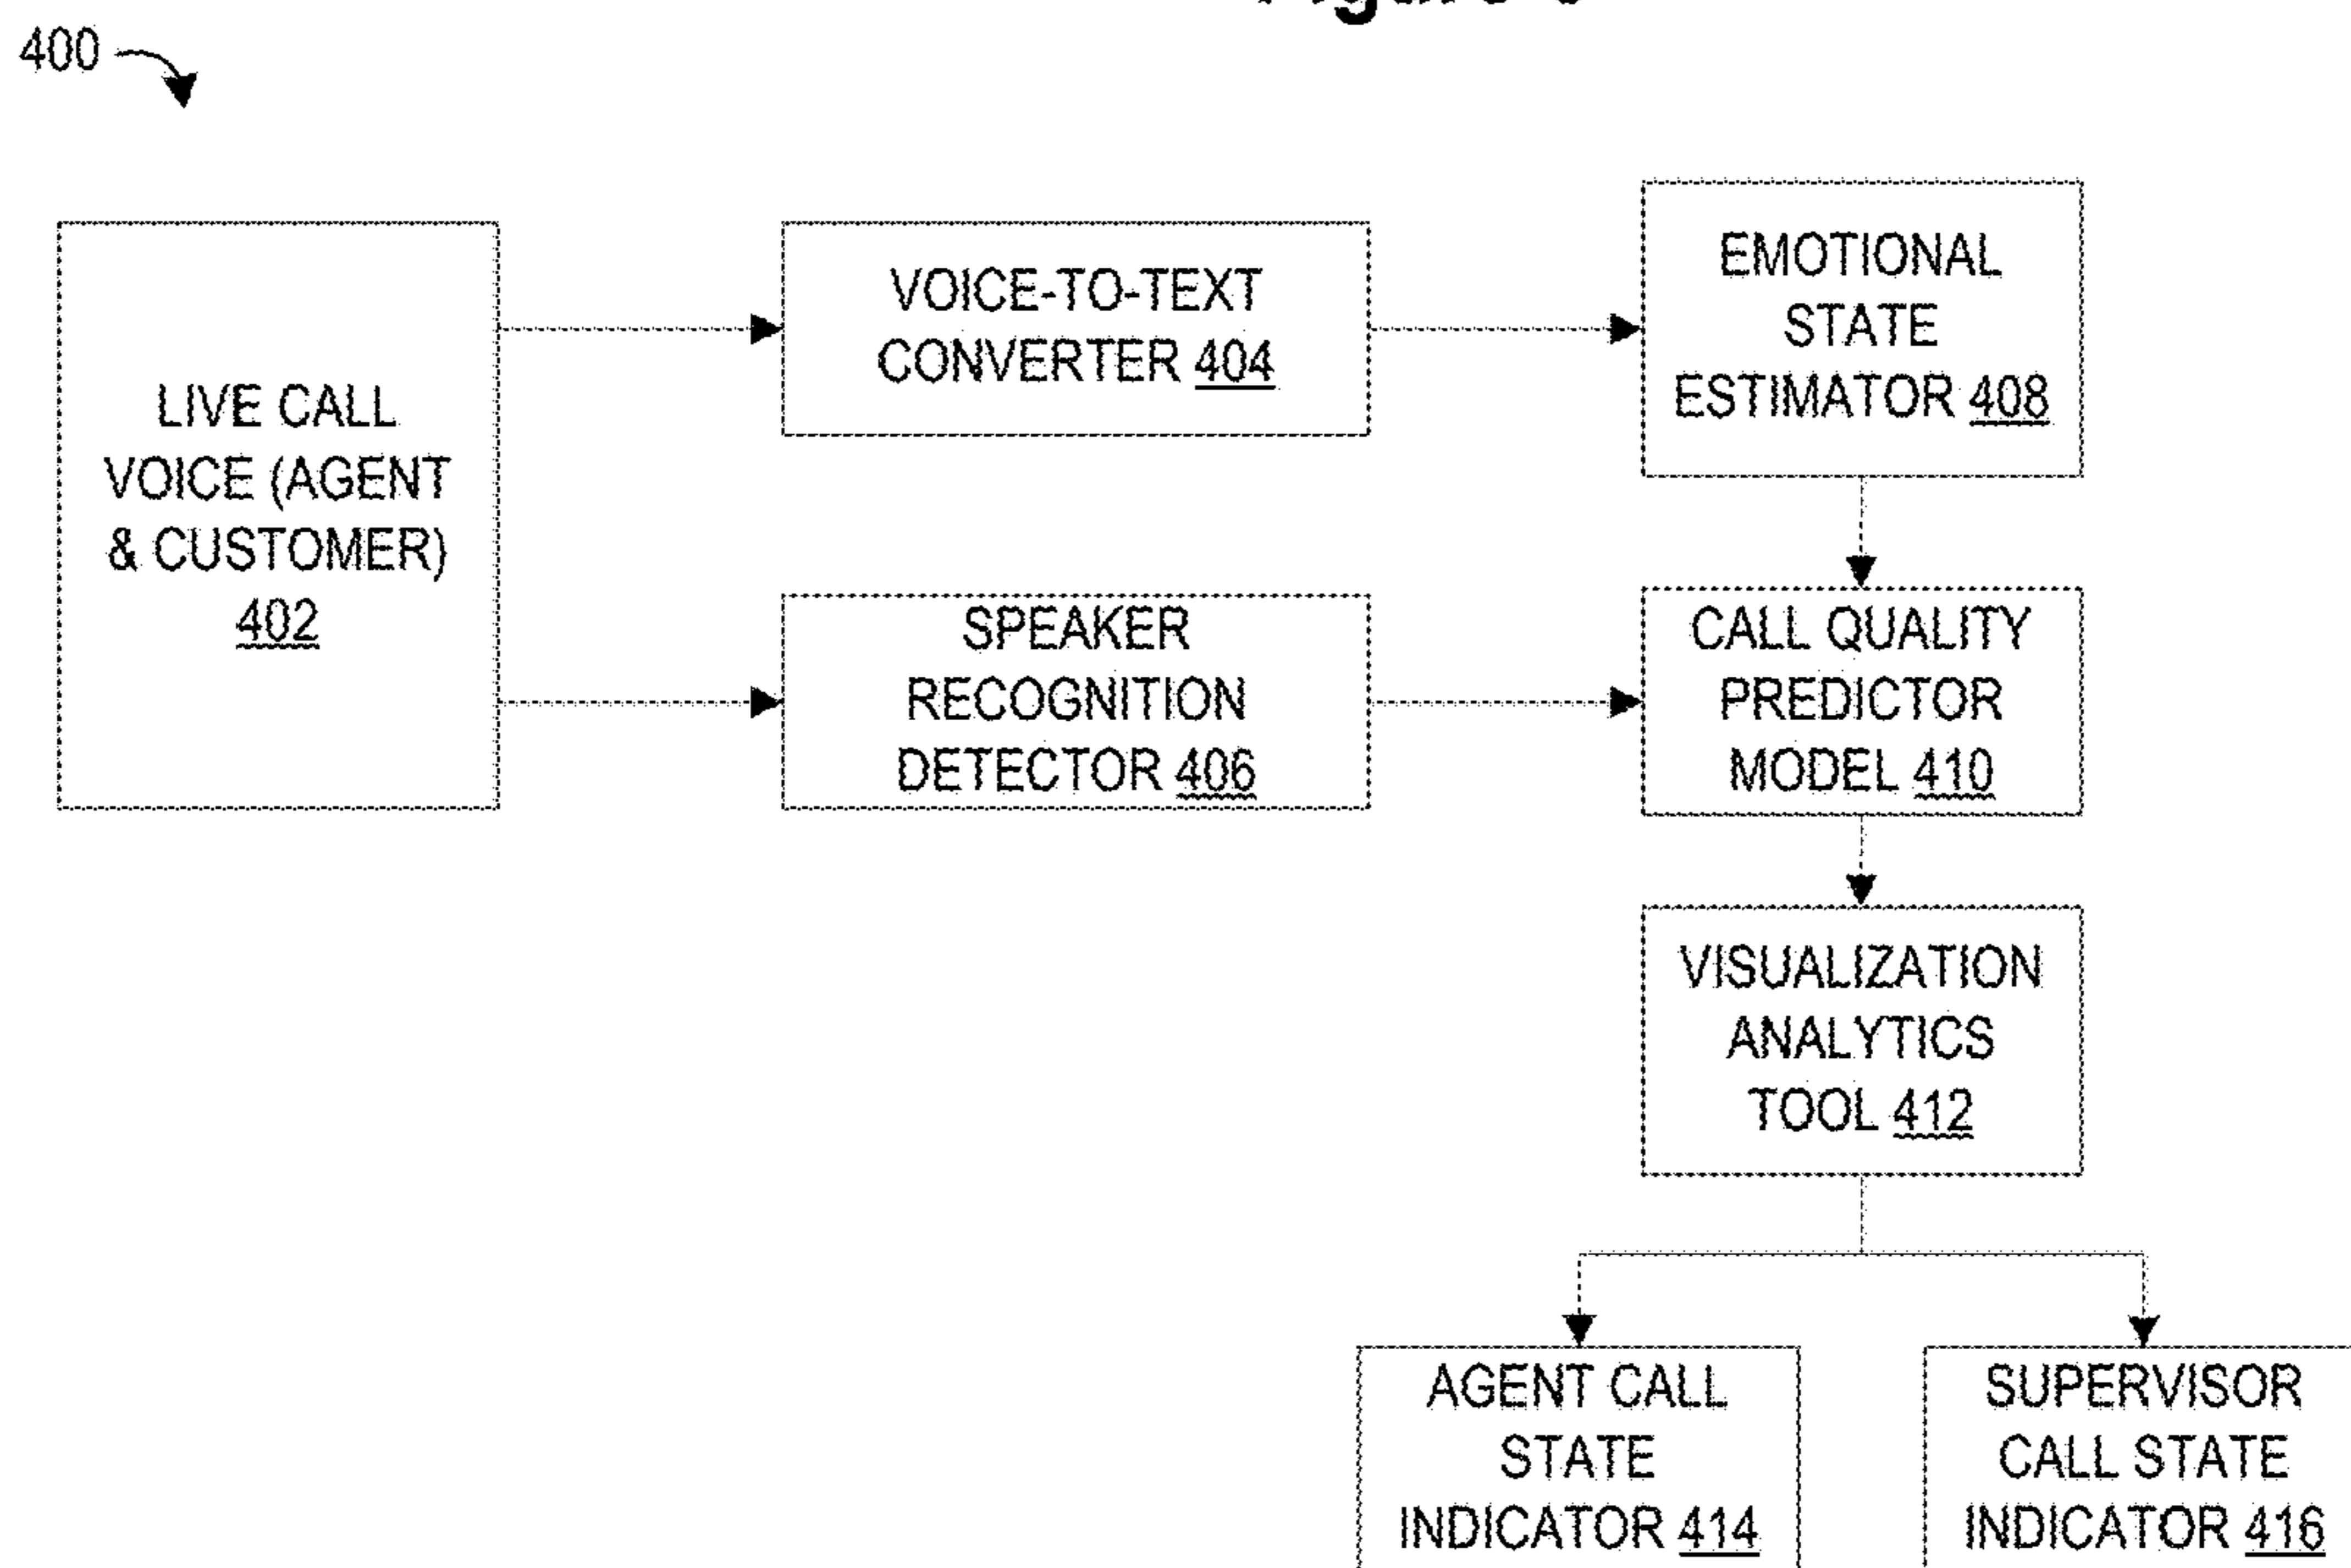 400
LIVE CALL
VOICE (AGENT
& CUSTOMER)
402
VOICE-TO-TEXT
CONVERTER 404
SPEAKER
RECOGNITION
DETECTOR 406
EMOTIONAL
STATE
ESTIMATOR 408
CALL QUALITY
PREDICTOR
MODEL 410
VISUALIZATION
ANALYTICS
TOOL 412
AGENT CALL
STATE
INDICATOR 414
SUPERVISOR
CALL STATE
INDICATOR 416